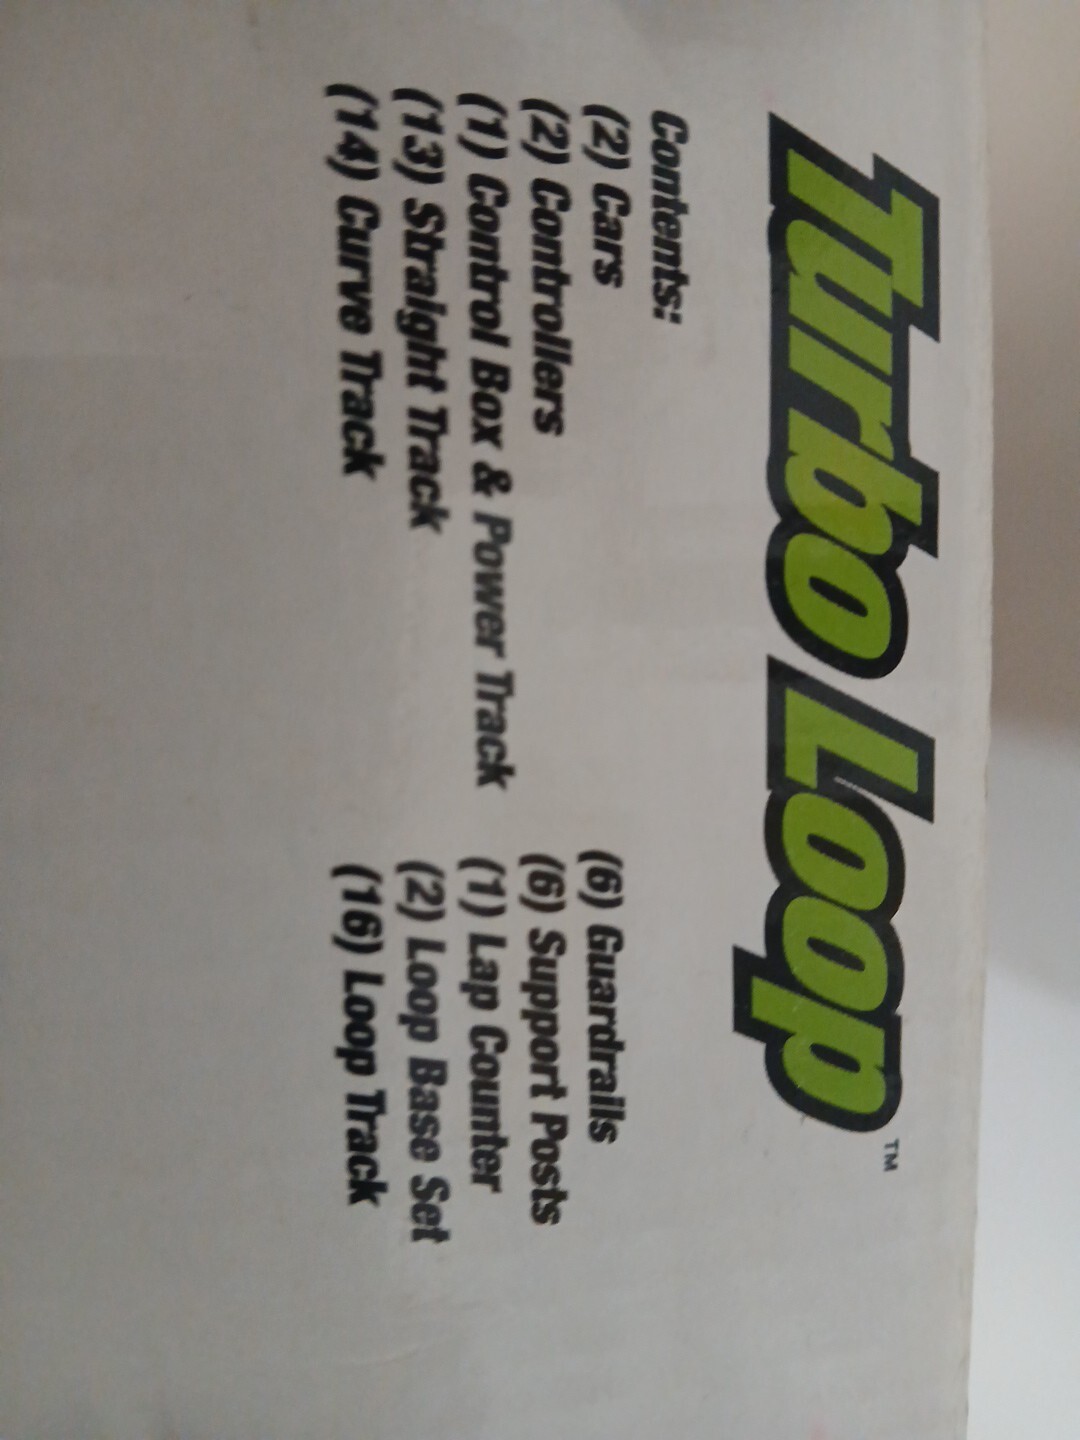 Turbo Loop™
Contents:
(2) Cars
(2) Controllers
(1) Control Box & Power Track
(13) Straight Track
(14) Curve Track
(6) Guardrails
(6) Support Posts
(1) Lap Counter
(2) Loop Base Set
(16) Loop Track